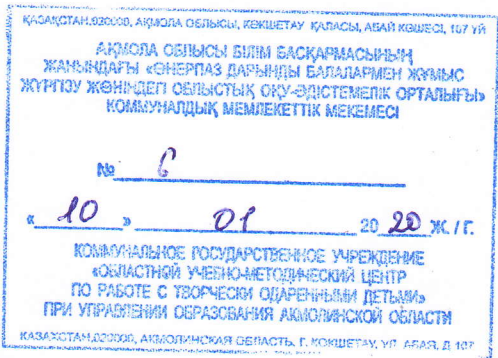 ҚАЗАҚСТАН,020000, АҚМОЛА ОБЛЫСЫ, КӨКШЕТАУ ҚАЛАСЫ, АБАЙ КӨШЕСІ, 107 ҮЙ
АҚМОЛА ОБЛЫСЫ БІЛІМ БАСҚАРМАСЫНЫҢ
ЖАНЫНДАҒЫ «ӨНЕРПАЗ ДАРЫНДЫ БАЛАЛАРМЕН ЖҰМЫС
ЖҮРГІЗУ ЖӨНІНДЕГІ ОБЛЫСТЫҚ ОҚУ-ӘДІСТЕМЕЛІК ОРТАЛЫҒЫ»
КОММУНАЛДЫҚ МЕМЛЕКЕТТІК МЕКЕМЕСІ
№ 6
« 10 » 01 20 20 Ж. / Г.
КОММУНАЛЬНОЕ ГОСУДАРСТВЕННОЕ УЧРЕЖДЕНИЕ
«ОБЛАСТНОЙ УЧЕБНО-МЕТОДИЧЕСКИЙ ЦЕНТР
ПО РАБОТЕ С ТВОРЧЕСКИ ОДАРЕННЫМИ ДЕТЬМИ»
ПРИ УПРАВЛЕНИИ ОБРАЗОВАНИЯ АКМОЛИНСКОЙ ОБЛАСТИ
КАЗАХСТАН,020000, АКМОЛИНСКАЯ ОБЛАСТЬ, Г. КОКШЕТАУ, УЛ. АБАЯ, Д.107